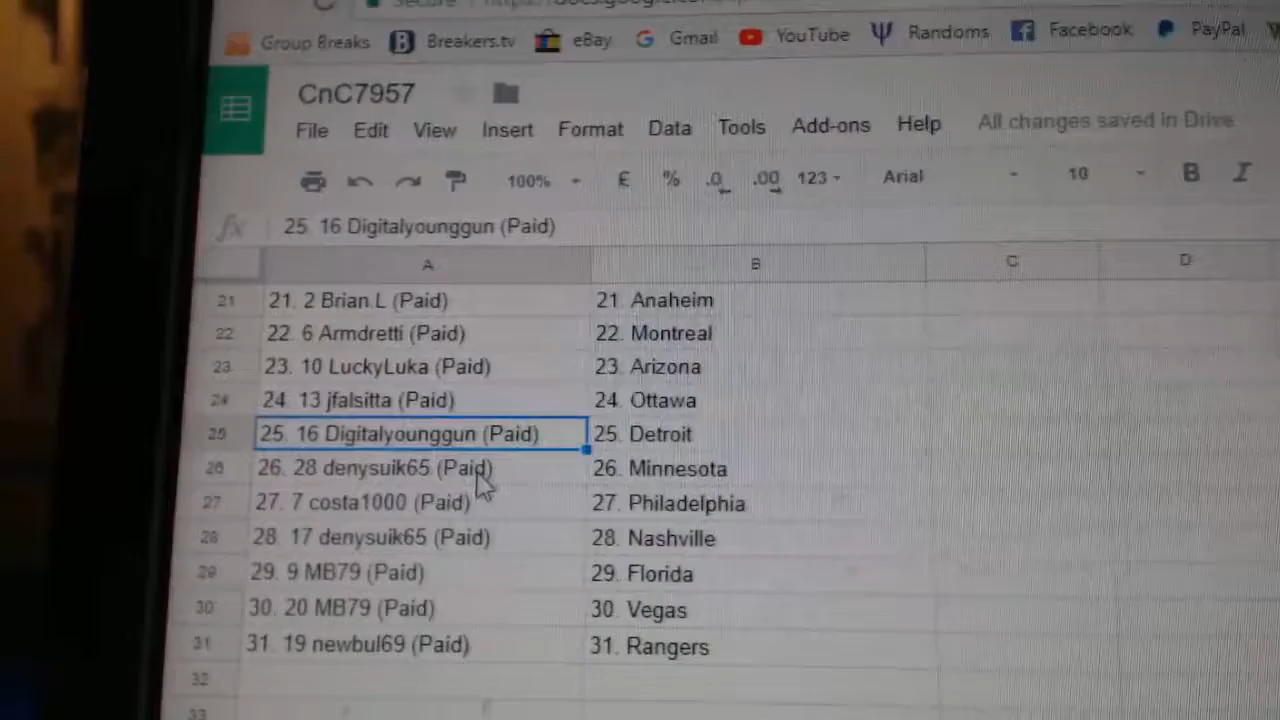 Group Breaks Breakers.tv eBay Gmail YouTube Randoms Facebook PayPal
CnC7957
File Edit View Insert Format Data Tools Add-ons Help All changes saved in Drive
100% £ % .0 .00 123 Arial 10 B I
fx 25. 16 Digitalyounggun (Paid)
A B C D
21 21. 2 Brian L (Paid) 21. Anaheim
22 22. 6 Armdretti (Paid) 22. Montreal
23 23. 10 LuckyLuka (Paid) 23. Arizona
24 24. 13 jfalsitta (Paid) 24. Ottawa
25 25. 16 Digitalyounggun (Paid) 25. Detroit
26 26. 28 denysuik65 (Paid) 26. Minnesota
27 27. 7 costa1000 (Paid) 27. Philadelphia
28 28. 17 denysuik65 (Paid) 28. Nashville
29 29. 9 MB79 (Paid) 29. Florida
30 30. 20 MB79 (Paid) 30. Vegas
31 31. 19 newbul69 (Paid) 31. Rangers
32
33